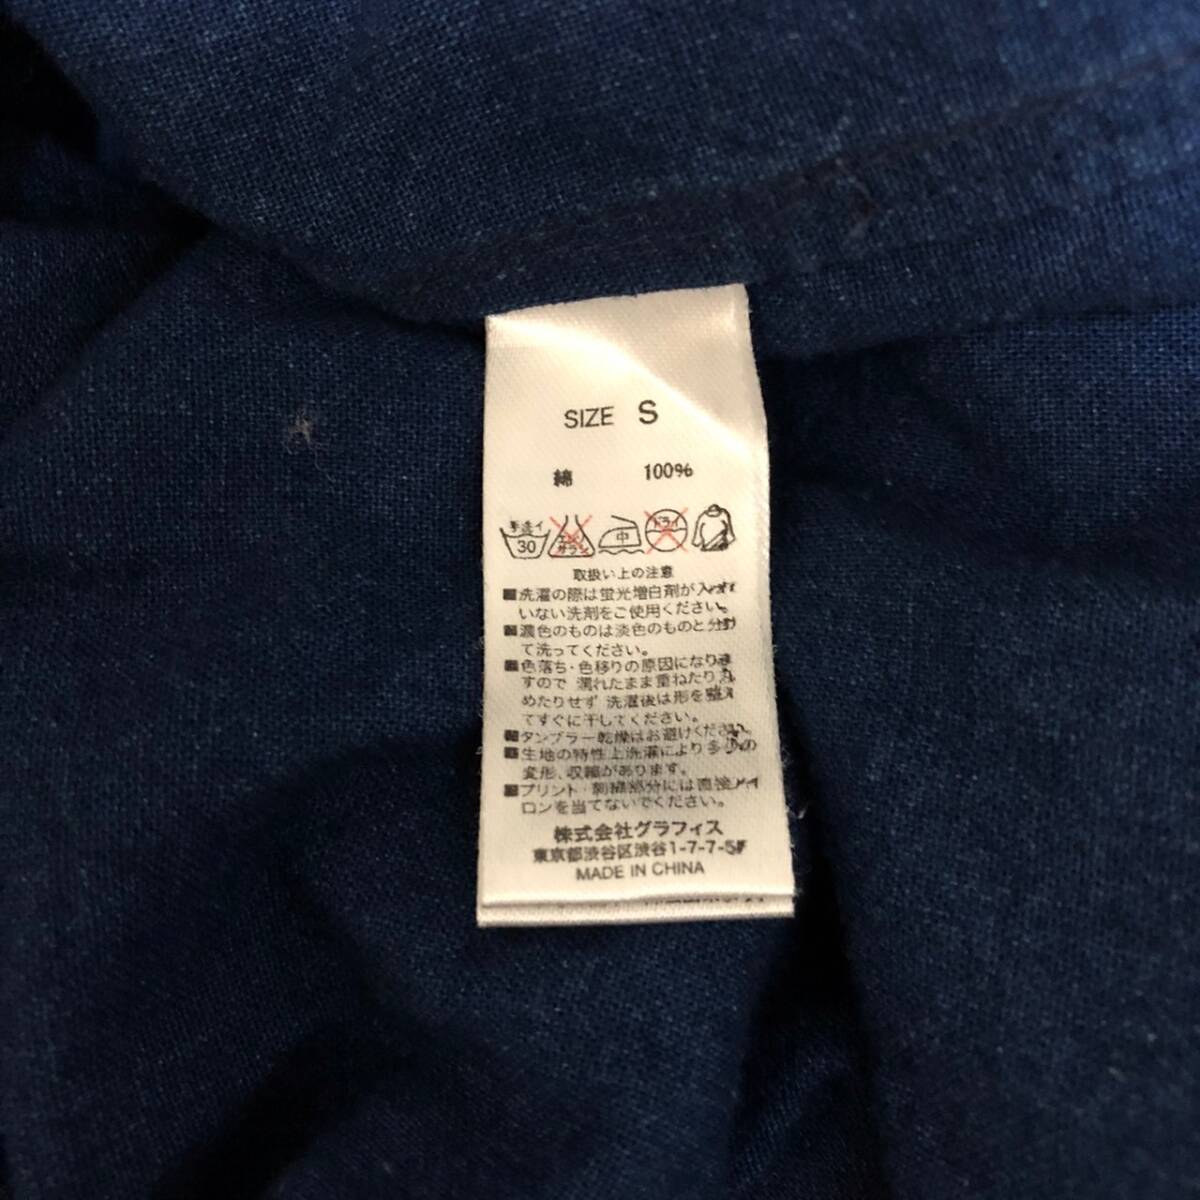 SIZE S
綿 100%
手洗イ
30
エンソ
サラシ
中
ドライ
取扱い上の注意
■洗濯の際は蛍光増白剤が入って
いない洗剤をご使用ください。
■濃色のものは淡色のものと分け
て洗ってください。
■色落ち・色移りの原因になりま
すので 濡れたまま重ねたり丸
めたりせず 洗濯後は形を整え
てすぐに干してください。
■タンブラー乾燥はお避けください。
■生地の特性上洗濯により多少の
変形、収縮があります。
■プリント・刺繍部分には直接アイ
ロンを当てないでください。
株式会社グラフィス
東京都渋谷区渋谷1-7-7-5F
MADE IN CHINA